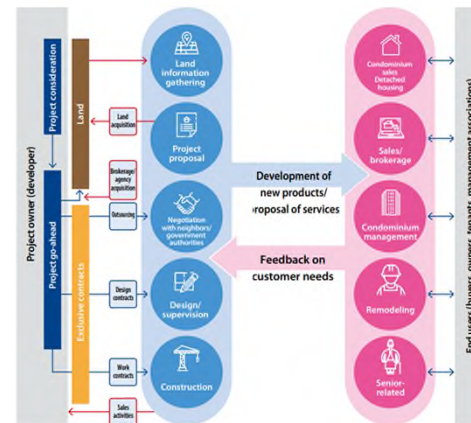 Project owner (developer)
Project consideration
Project go-ahead
Land
Exclusive contracts
Land
acquisition
Brokerage/
agency
acquisition
Outsourcing
Design
contracts
Work
contracts
Sales
activities
Land
information
gathering
Project
proposal
Negotiation
with neighbors/
government
authorities
Design/
supervision
Construction
Development of
new products/
proposal of services
Feedback on
customer needs
Condominium
sales
Detached
housing
Sales/
brokerage
Condominium
management
Remodeling
Senior-
related
End users (buyers, owners, tenants, management associations)